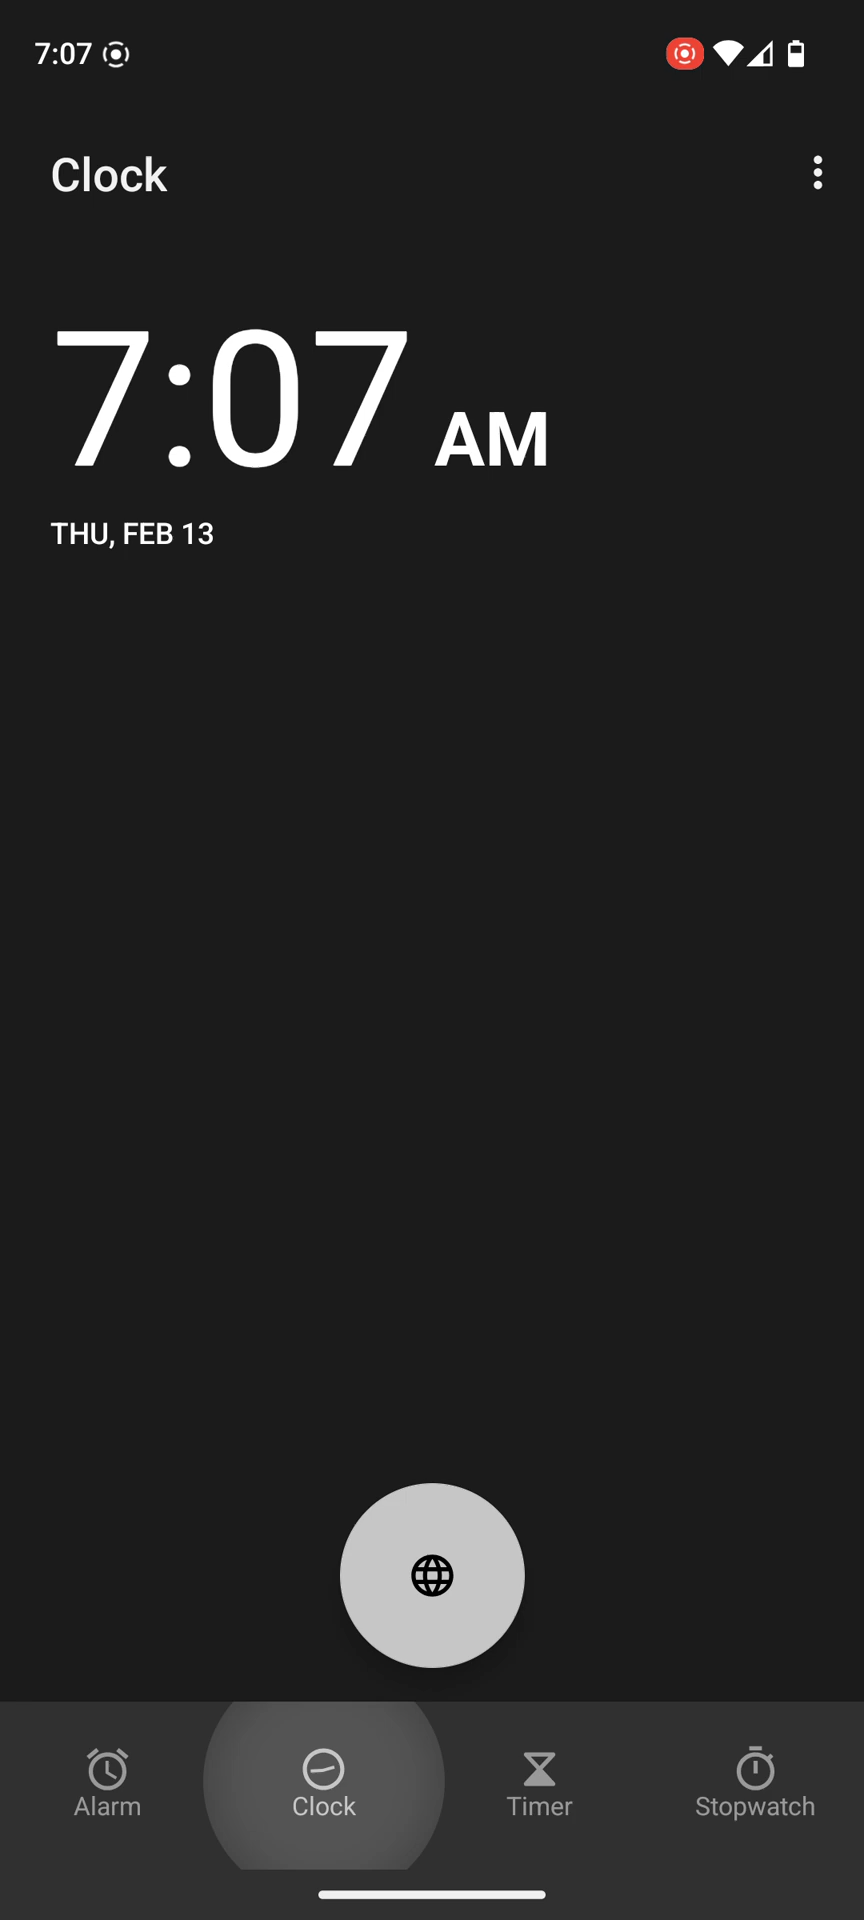 7:07
Clock
7:07 AM
THU, FEB 13
Alarm
Clock
Timer
Stopwatch